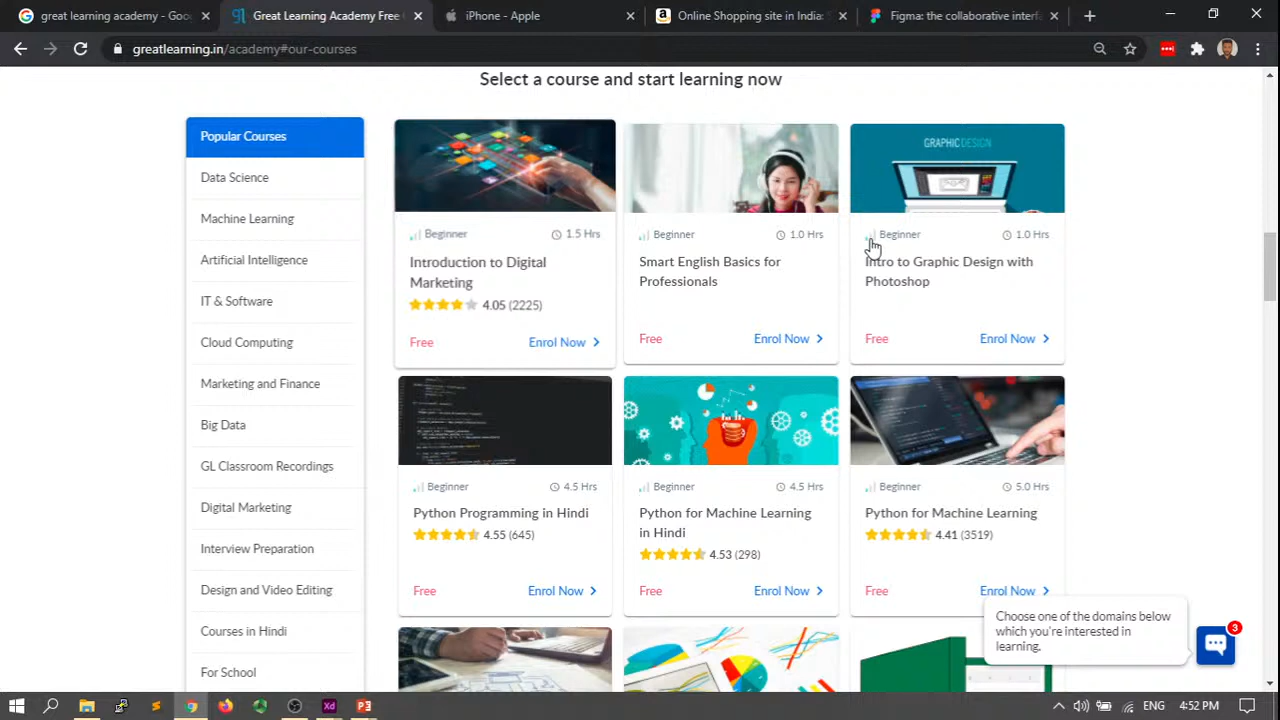 great learning academy - Goo
Great Learning Academy Free
iPhone - Apple
Online Shopping site in India:
Figma: the collaborative interf
greatlearning.in/academy#our-courses
Select a course and start learning now
Popular Courses
Data Science
Machine Learning
Artificial Intelligence
IT & Software
Cloud Computing
Marketing and Finance
Big Data
GL Classroom Recordings
Digital Marketing
Interview Preparation
Design and Video Editing
Courses in Hindi
For School
Beginner 1.5 Hrs
Introduction to Digital
Marketing
4.05 (2225)
Free Enrol Now
Beginner 1.0 Hrs
Smart English Basics for
Professionals
Free Enrol Now
GRAPHIC DESIGN
Beginner 1.0 Hrs
Intro to Graphic Design with
Photoshop
Free Enrol Now
Beginner 4.5 Hrs
Python Programming in Hindi
4.55 (645)
Free Enrol Now
Beginner 4.5 Hrs
Python for Machine Learning
in Hindi
4.53 (298)
Free Enrol Now
Beginner 5.0 Hrs
Python for Machine Learning
4.41 (3519)
Free Enrol Now
Choose one of the domains below
which you're interested in
learning.
3
ENG 4:52 PM